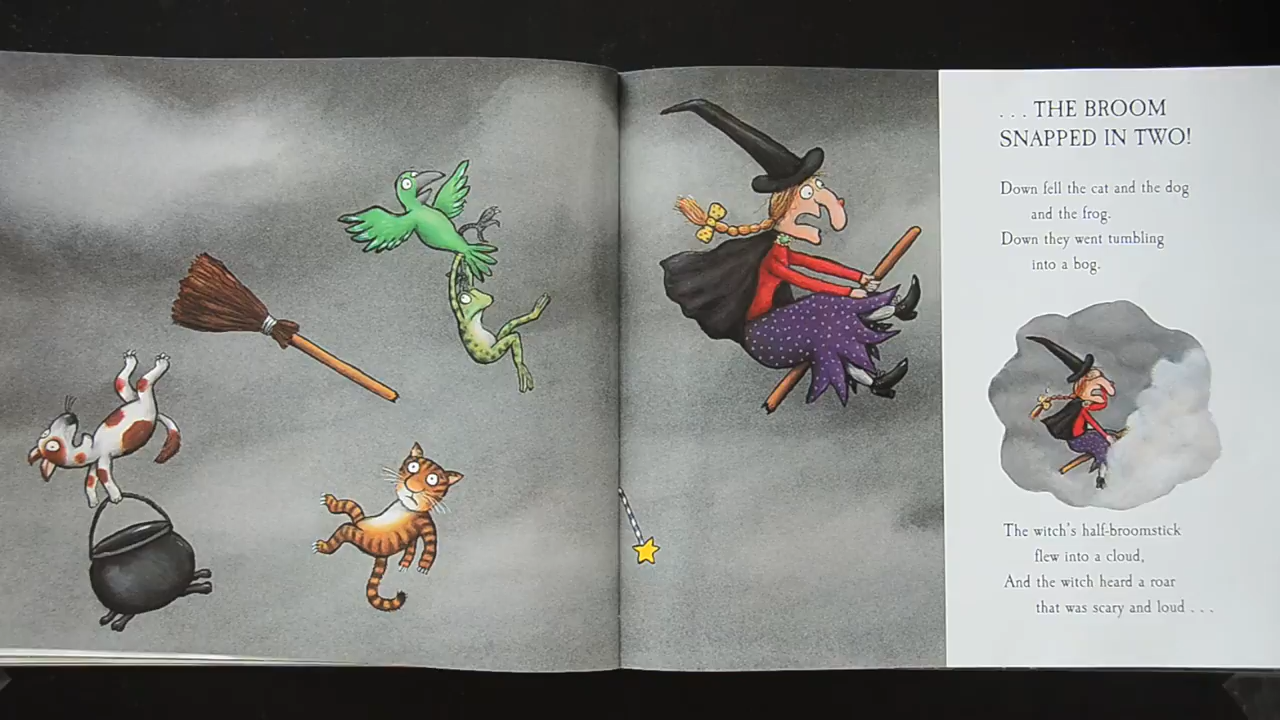 . . . THE BROOM
SNAPPED IN TWO!
Down fell the cat and the dog
and the frog.
Down they went tumbling
into a bog.
The witch's half-broomstick
flew into a cloud,
And the witch heard a roar
that was scary and loud . . .